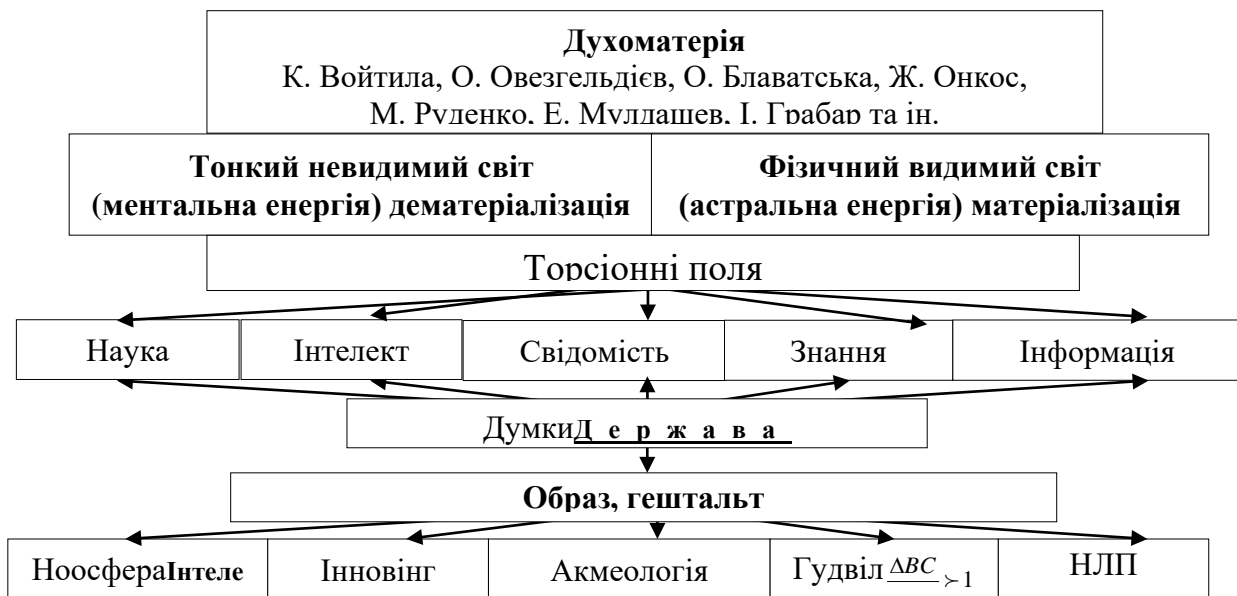 Духоматерія
К. Войтила, О. Овезгельдієв, О. Блаватська, Ж. Онкос,
М. Руденко, Е. Мулдашев, І. Грабар та ін.
Тонкий невидимий світ
(ментальна енергія) дематеріалізація
Фізичний видимий світ
(астральна енергія) матеріалізація
Торсіонні поля
Наука Інтелект Свідомість Знання Інформація
ДумкиД е р ж а в а
Образ, гештальт
НоосфераІнтеле Інновінг Акмеологія Гудвіл ΔBC ≻1 НЛП